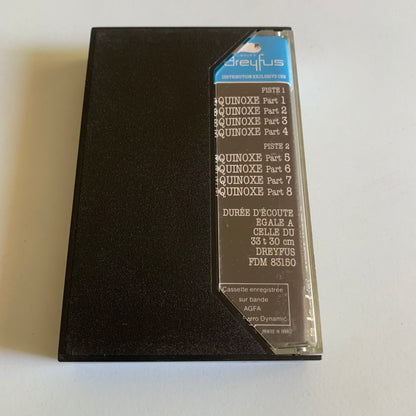 dreyfus
DISTRIBUTION EXCLUSIVE CBS
PISTE 1
QUINOXE Part 1
QUINOXE Part 2
QUINOXE Part 3
QUINOXE Part 4
PISTE 2
QUINOXE Part 5
QUINOXE Part 6
QUINOXE Part 7
QUINOXE Part 8
DURÉE D'ÉCOUTE
ÉGALE A
CELLE DU
33 t 30 cm
DREYFUS
FDM 83150
Cassette enregistrée
sur bande
AGFA
rro Dynamic